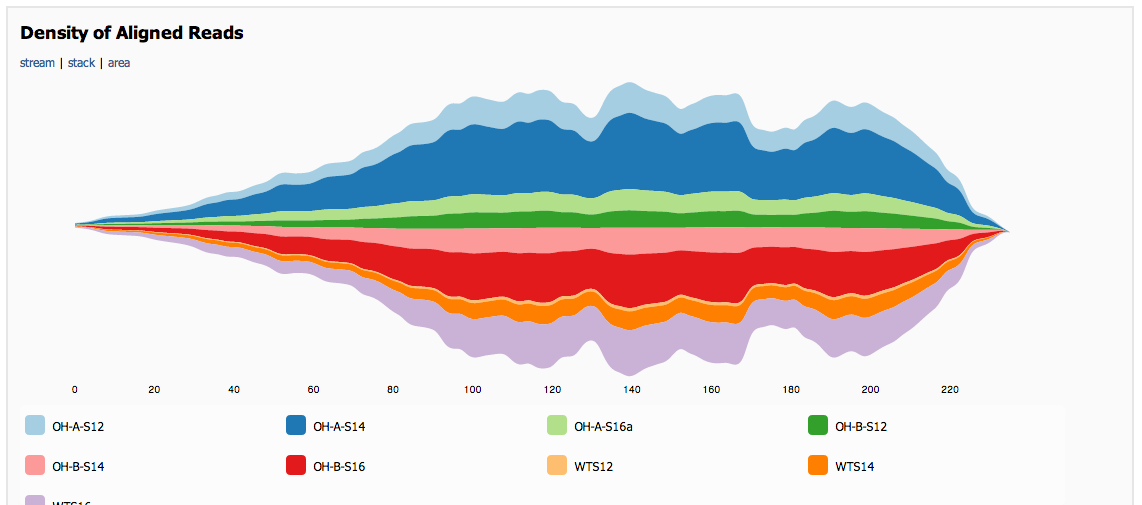 Density of Aligned Reads
stream | stack | area
0 20 40 60 80 100 120 140 160 180 200 220
OH-A-S12 OH-A-S14 OH-A-S16a OH-B-S12
OH-B-S14 OH-B-S16 WTS12 WTS14